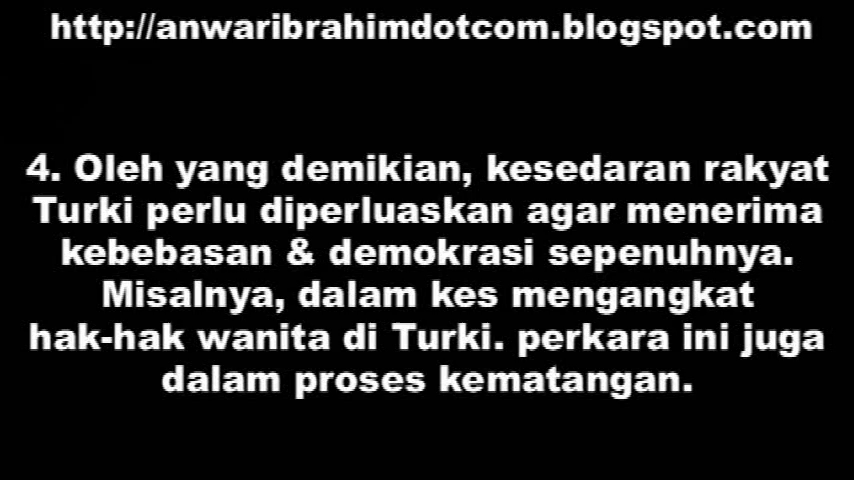 http://anwaribrahimdotcom.blogspot.com
4. Oleh yang demikian, kesedaran rakyat
Turki perlu diperluaskan agar menerima
kebebasan & demokrasi sepenuhnya.
Misalnya, dalam kes mengangkat
hak-hak wanita di Turki. perkara ini juga
dalam proses kematangan.